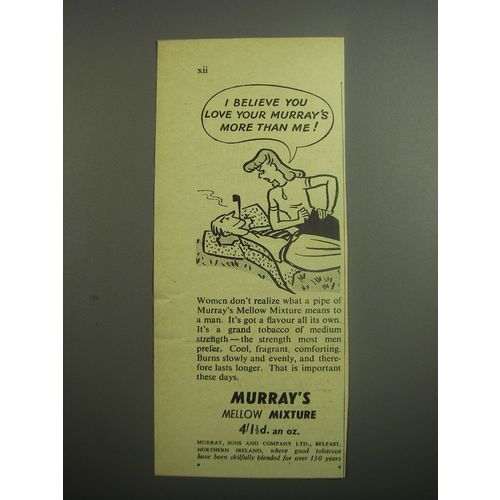 xii
I BELIEVE YOU
LOVE YOUR MURRAY'S
MORE THAN ME!
Women don't realize what a pipe of
Murray's Mellow Mixture means to
a man. It's got a flavour all its own.
It's a grand tobacco of medium
strength—the strength most men
prefer. Cool, fragrant, comforting.
Burns slowly and evenly, and there-
fore lasts longer. That is important
these days.
MURRAY'S
MELLOW MIXTURE
4/1½d. an oz.
MURRAY, SONS AND COMPANY LTD., BELFAST,
NORTHERN IRELAND, where good tobaccos
have been skilfully blended for over 130 years